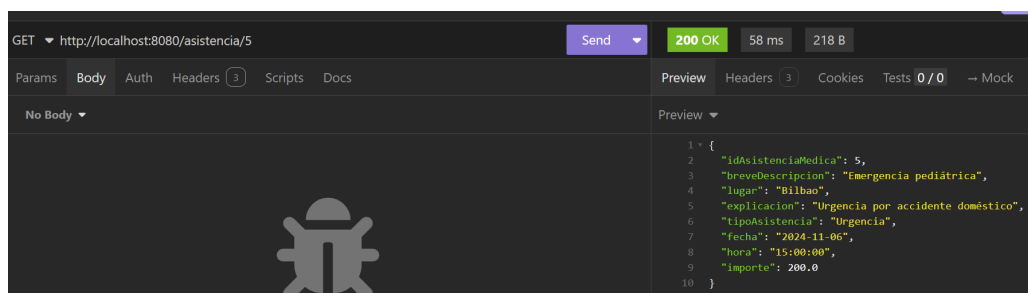 GET http://localhost:8080/asistencia/5 Send 200 OK 58 ms 218 B
Params Body Auth Headers 3 Scripts Docs Preview Headers 3 Cookies Tests 0 / 0 → Mock
No Body Preview
1 {
2 "idAsistenciaMedica": 5,
3 "breveDescripcion": "Emergencia pediátrica",
4 "lugar": "Bilbao",
5 "explicacion": "Urgencia por accidente doméstico",
6 "tipoAsistencia": "Urgencia",
7 "fecha": "2024-11-06",
8 "hora": "15:00:00",
9 "importe": 200.0
10 }